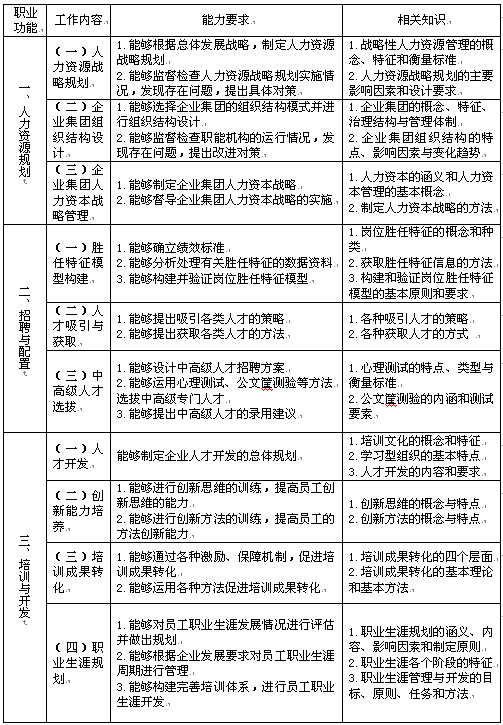 职业功能 工作内容 能力要求 相关知识
一、人力资源规划
（一）人力资源战略规划
1.能够根据总体发展战略，制定人力资源
战略规划
2.能够监督检查人力资源战略规划实施情
况，发现存在问题，提出具体对策
1.战略性人力资源管理的概
念、特征和衡量标准
2.人力资源战略规划的主要
影响因素和设计要求
（二）企业集团组织结构设计
1.能够选择企业集团的组织结构模式并进
行组织结构设计
2.能够监督检查职能机构的运行情况，发
现存在问题，提出改进对策
1.企业集团的概念、特征、
治理结构与管理体制
2.企业集团组织结构的特
点、影响因素与变化趋势
（三）企业集团人力资本战略管理
1.能够制定企业集团人力资本战略
2.能够督导企业集团人力资本战略的实施
1.人力资本的涵义和人力资
本管理的基本概念
2.制定人力资本战略的方法
二、招聘与配置
（一）胜任特征模型构建
1.能够确立绩效标准
2.能够分析处理有关胜任特征的数据资料
3.能够构建并验证岗位胜任特征模型
1.岗位胜任特征的概念和种
类
2.获取胜任特征信息的方法
3.构建和验证岗位胜任特征
模型的基本原则和要求
（二）人才吸引与获取
1.能够提出吸引各类人才的策略
2.能够提出获取各类人才的方法
1.各种吸引人才的策略
2.各种获取人才的方式
（三）中高级人才选拔
1.能够设计中高级人才招聘方案
2.能够运用心理测试、公文筐测验等方法
选拔中高级专门人才
3.能够提出中高级人才的录用建议
1.心理测试的特点、类型与
衡量标准
2.公文筐测验的内涵和测试
要素
三、培训与开发
（一）人才开发
能够制定企业人才开发的总体规划
1.培训文化的概念和特征
2.学习型组织的基本特点
3.人才开发的内容和要求
（二）创新能力培养
1.能够进行创新思维的训练，提高员工创
新思维的能力
2.能够进行创新方法的训练，提高员工的
方法创新能力
1.创新思维的概念与特点
2.创新方法的概念与特点
（三）培训成果转化
1.能够通过各种激励、保障机制，促进培
训成果转化
2.能够运用各种方法促进培训成果转化
1.培训成果转化的四个层面
2.培训成果转化的基本理论
和基本方法
（四）职业生涯规划
1.能够对员工职业生涯发展情况进行评估
并做出规划
2.能够根据企业发展要求对员工职业生涯
周期进行管理
3.能够构建完善培训体系，进行员工职业
生涯开发
1.职业生涯规划的涵义、内
容、影响因素和制定原则
2.职业生涯各个阶段的特征
3.职业生涯管理与开发的目
标、原则、任务和方法